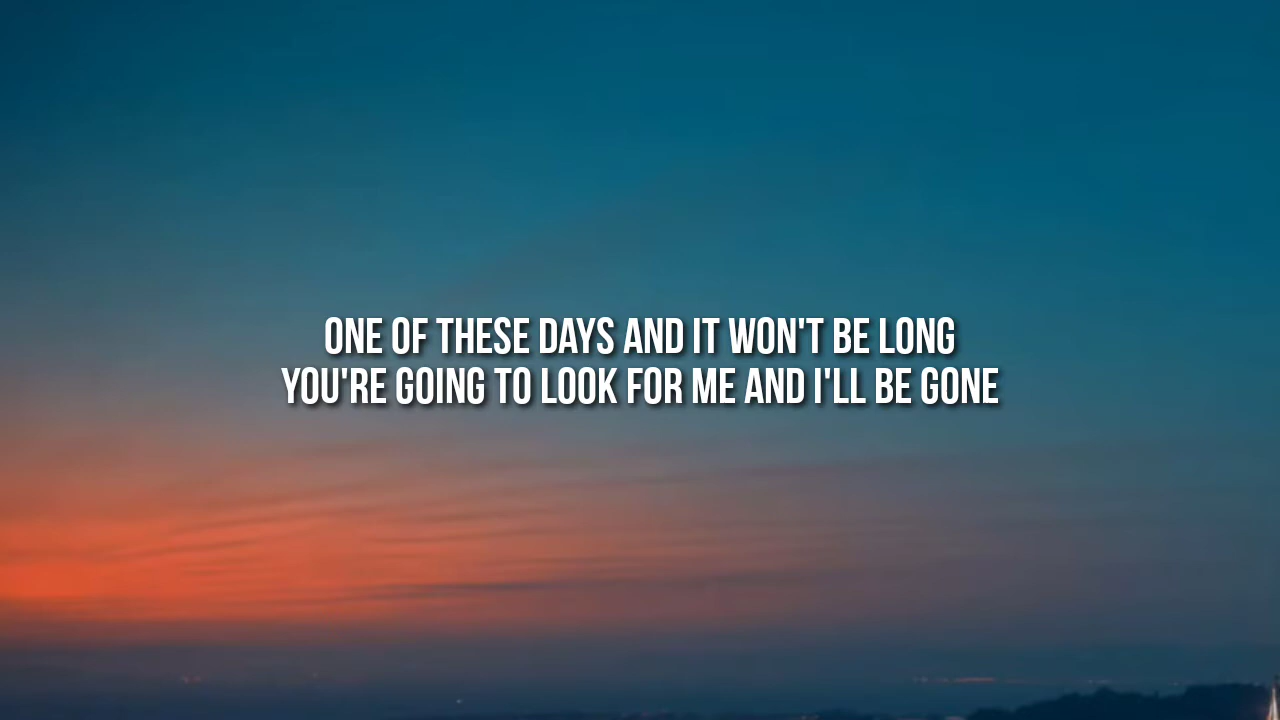 ONE OF THESE DAYS AND IT WON'T BE LONG
YOU'RE GOING TO LOOK FOR ME AND I'LL BE GONE